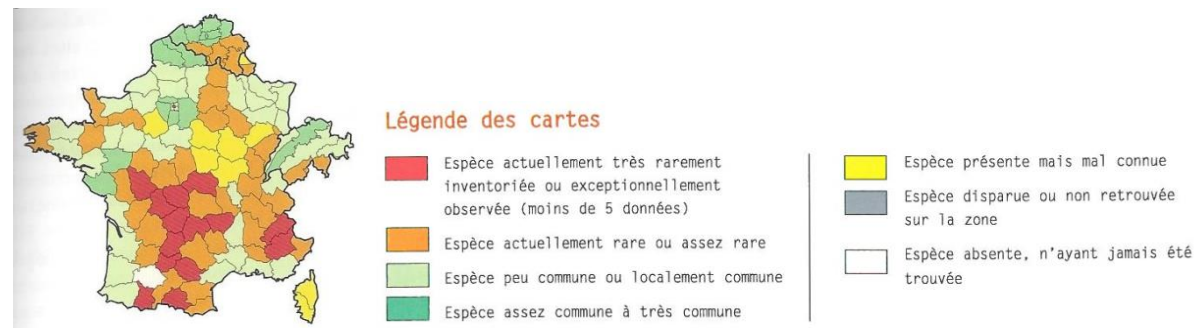 Légende des cartes
Espèce actuellement très rarement
inventoriée ou exceptionnellement
observée (moins de 5 données)
Espèce actuellement rare ou assez rare
Espèce peu commune ou localement commune
Espèce assez commune à très commune
Espèce présente mais mal connue
Espèce disparue ou non retrouvée
sur la zone
Espèce absente, n'ayant jamais été
trouvée